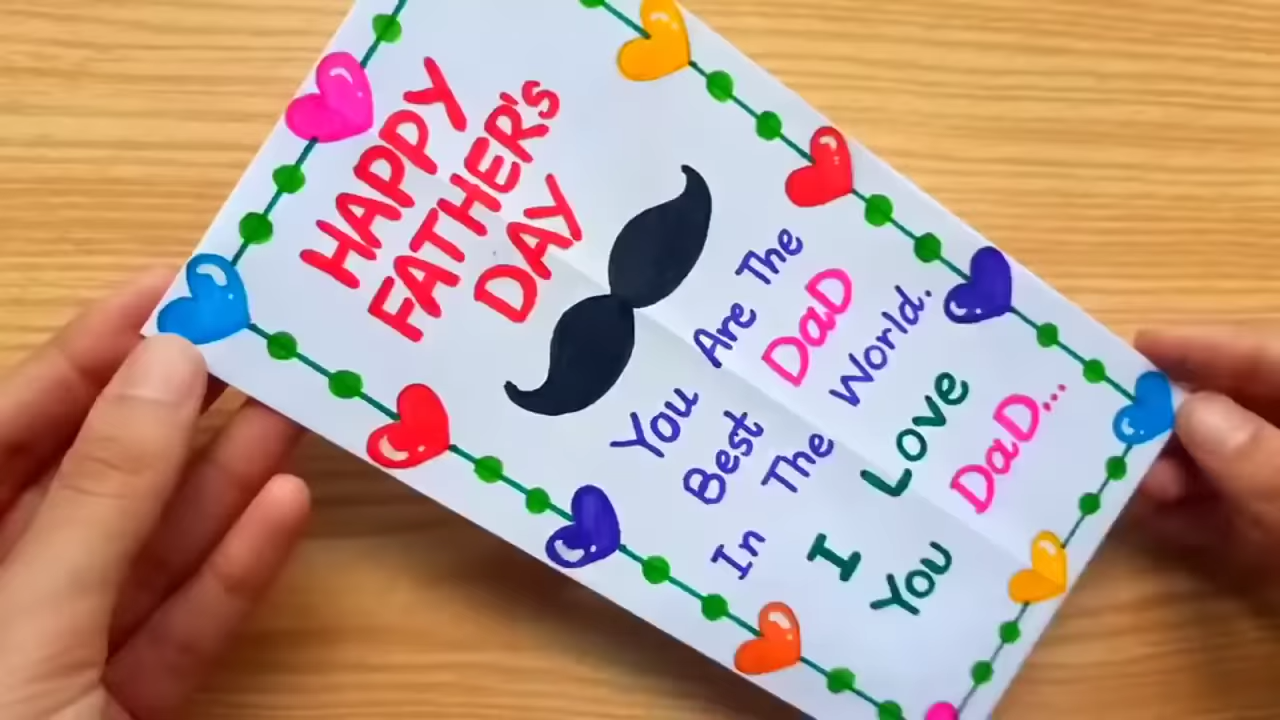 HAPPY
FATHER's
DAY
You Are The
Best DaD
In The World.
I Love
You DaD...